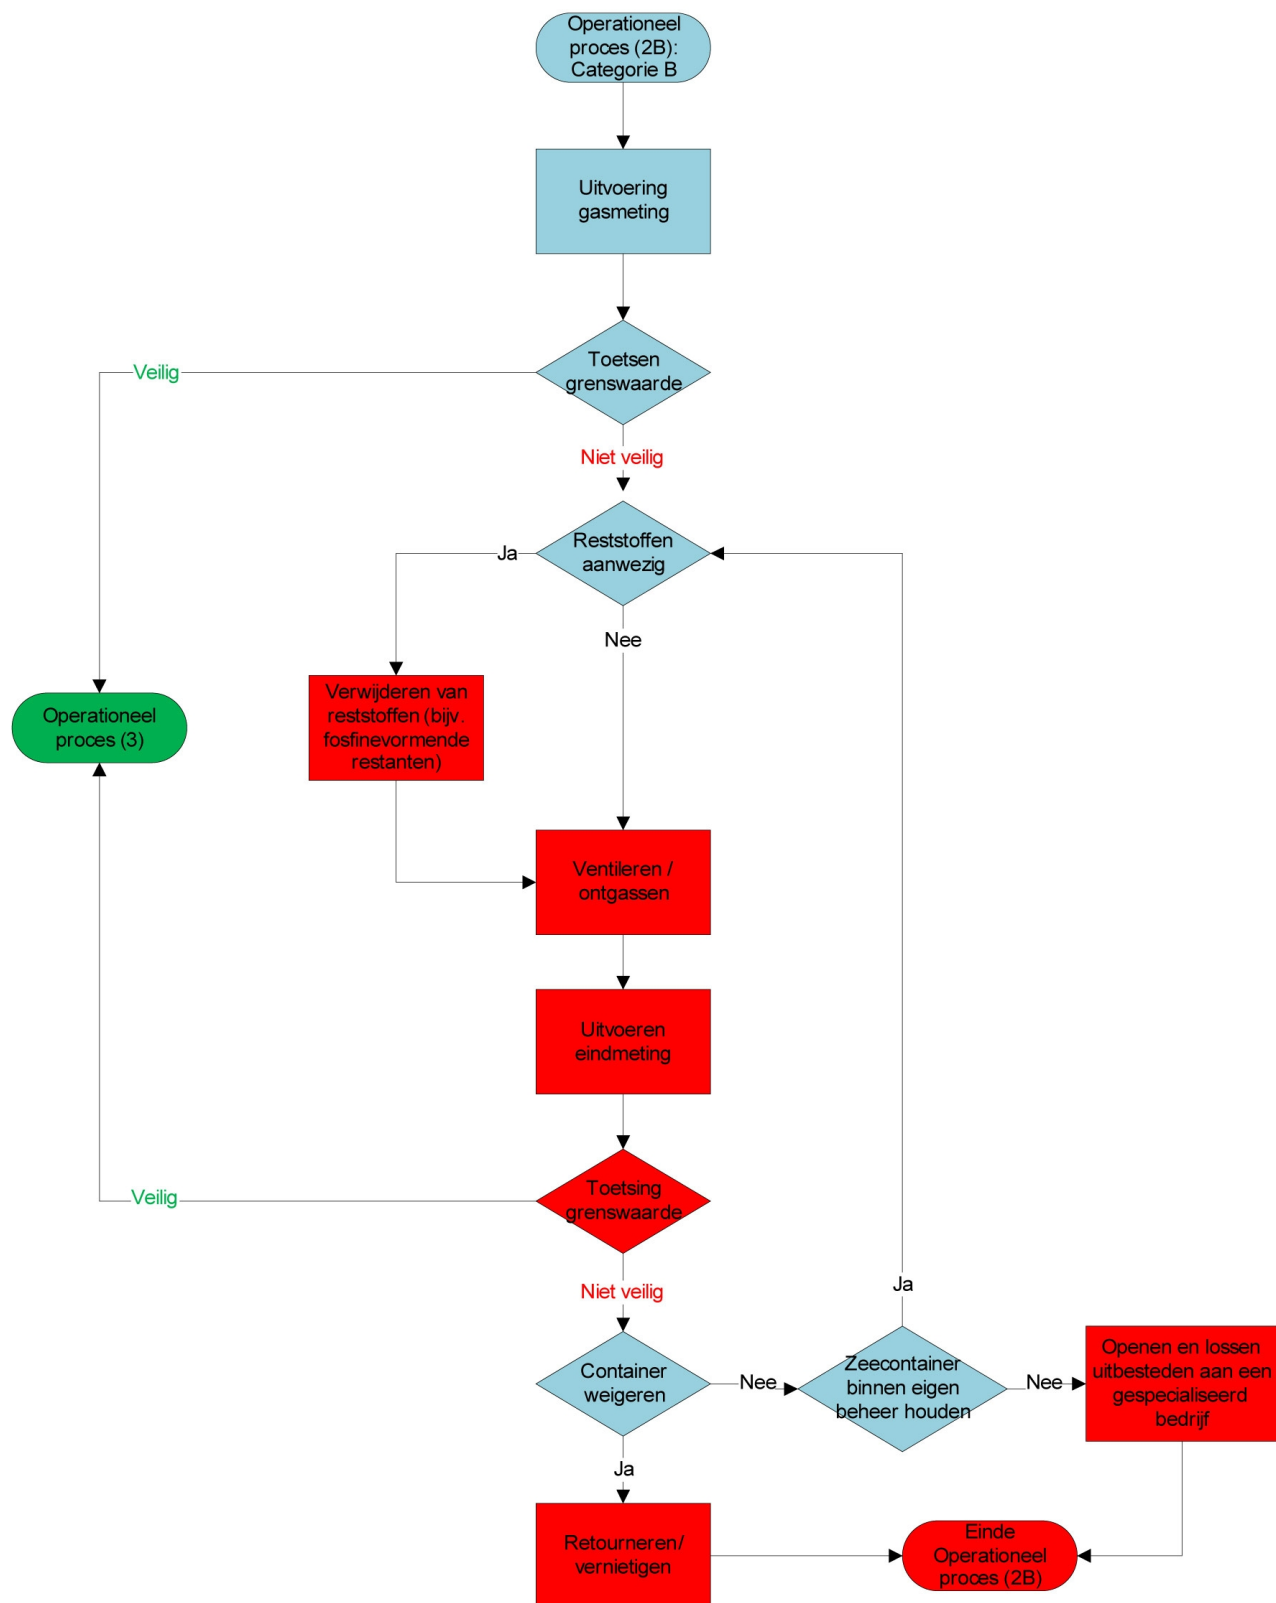 Operationeel
proces (2B):
Categorie B
Uitvoering
gasmeting
Toetsen
grenswaarde
Veilig
Niet veilig
Reststoffen
aanwezig
Ja
Nee
Verwijderen van
reststoffen (bijv.
fosfinevormende
restanten)
Operationeel
proces (3)
Ventileren /
ontgassen
Uitvoeren
eindmeting
Toetsing
grenswaarde
Veilig
Niet veilig
Ja
Container
weigeren
Nee
Zeecontainer
binnen eigen
beheer houden
Nee
Openen en lossen
uitbesteden aan een
gespecialiseerd
bedrijf
Ja
Retourneren/
vernietigen
Einde
Operationeel
proces (2B)